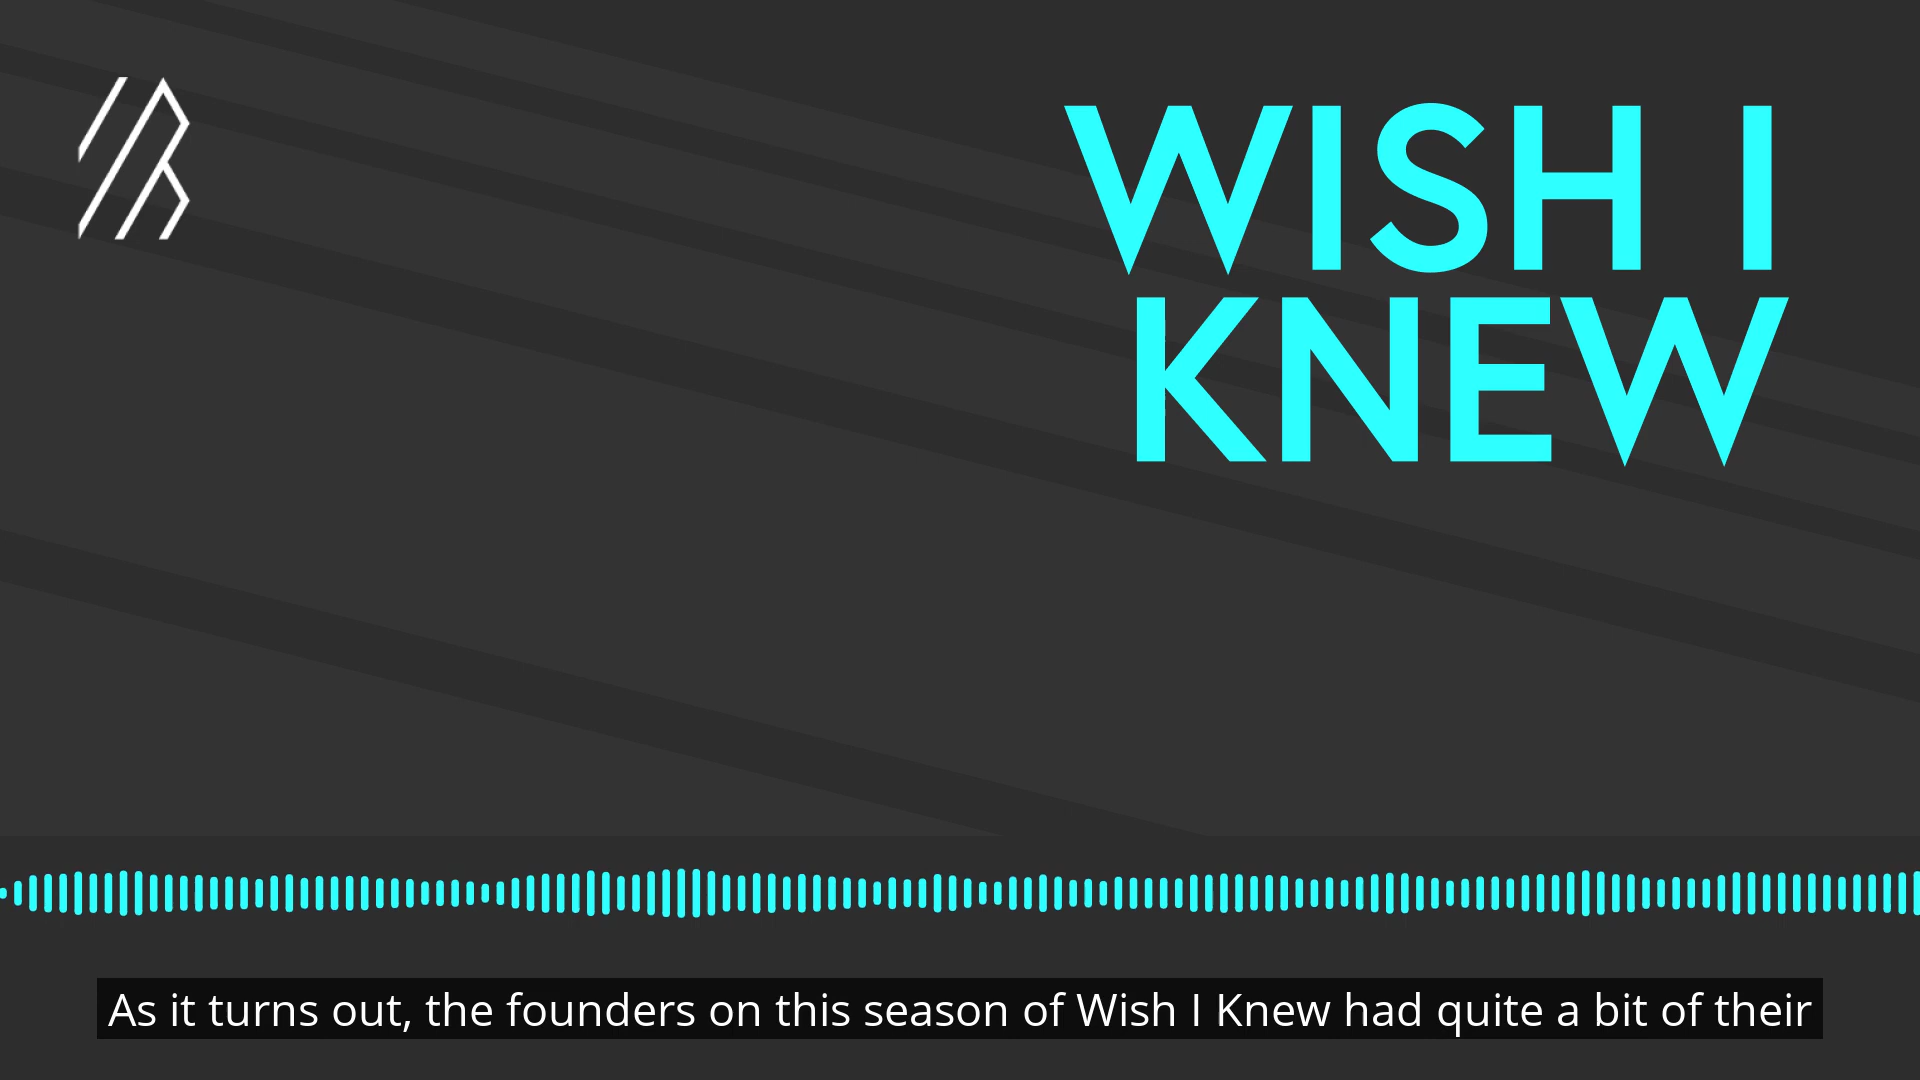 WISH I
KNEW
As it turns out, the founders on this season of Wish I Knew had quite a bit of their